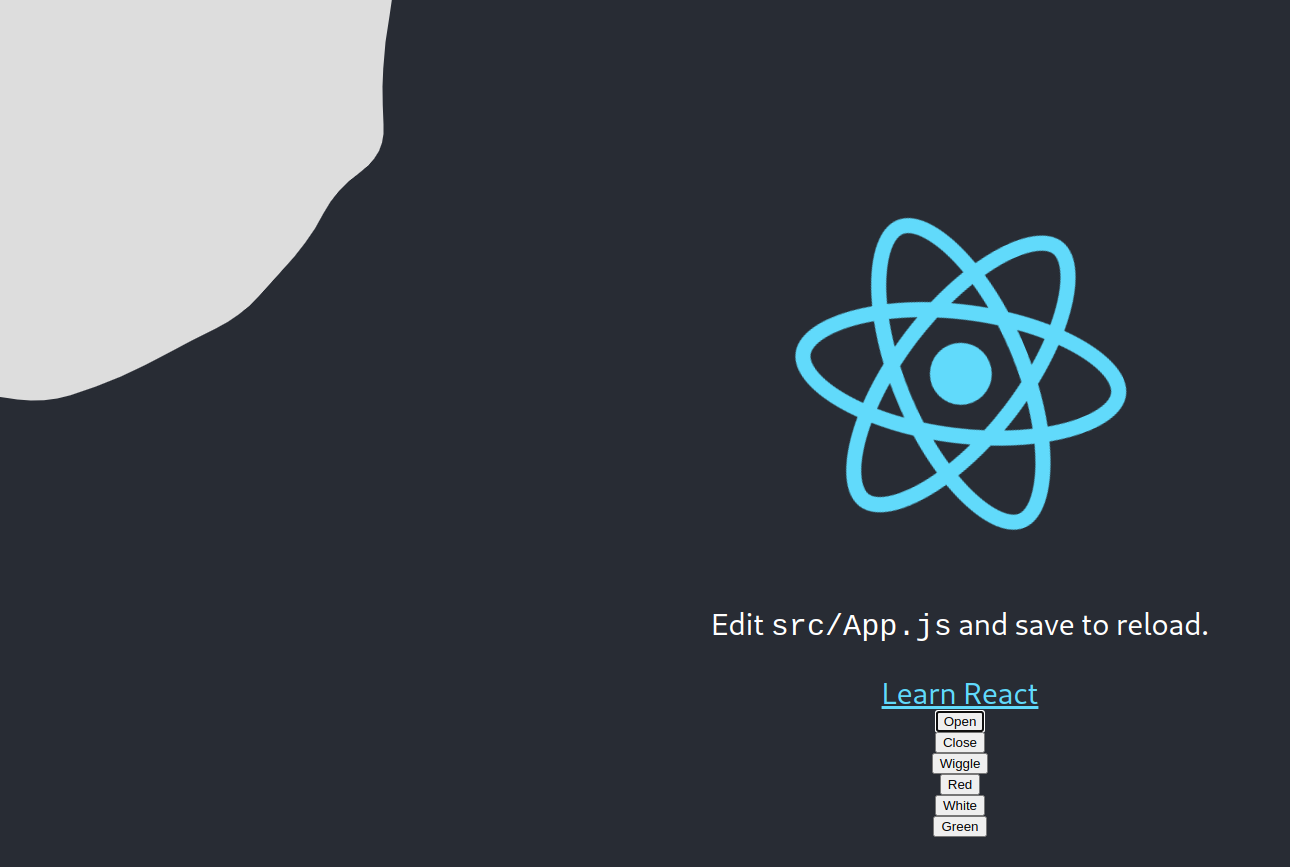 Edit src/App.js and save to reload.
Learn React
Open
Close
Wiggle
Red
White
Green